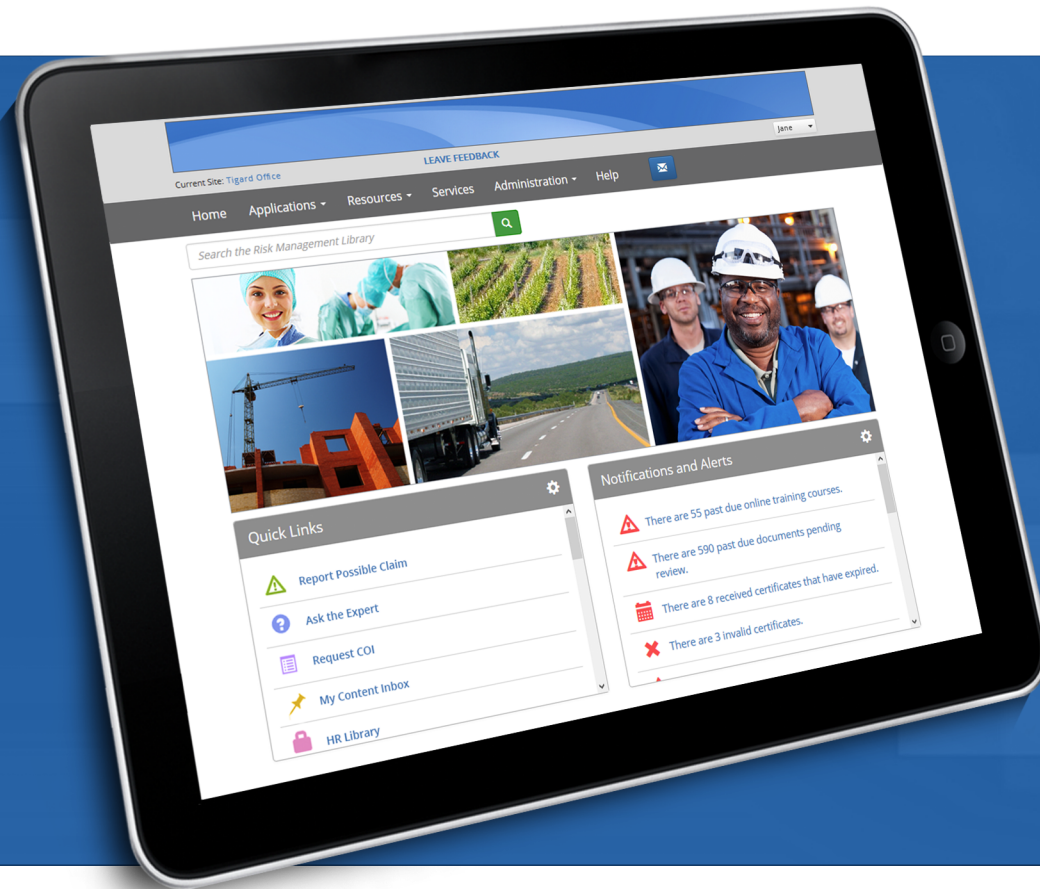 Jane
LEAVE FEEDBACK
Current Site: Tigard Office
Home Applications Resources Services Administration Help
Search the Risk Management Library
Quick Links
Report Possible Claim
Ask the Expert
Request COI
My Content Inbox
HR Library
Notifications and Alerts
There are 55 past due online training courses.
There are 590 past due documents pending
review.
There are 8 received certificates that have expired.
There are 3 invalid certificates.